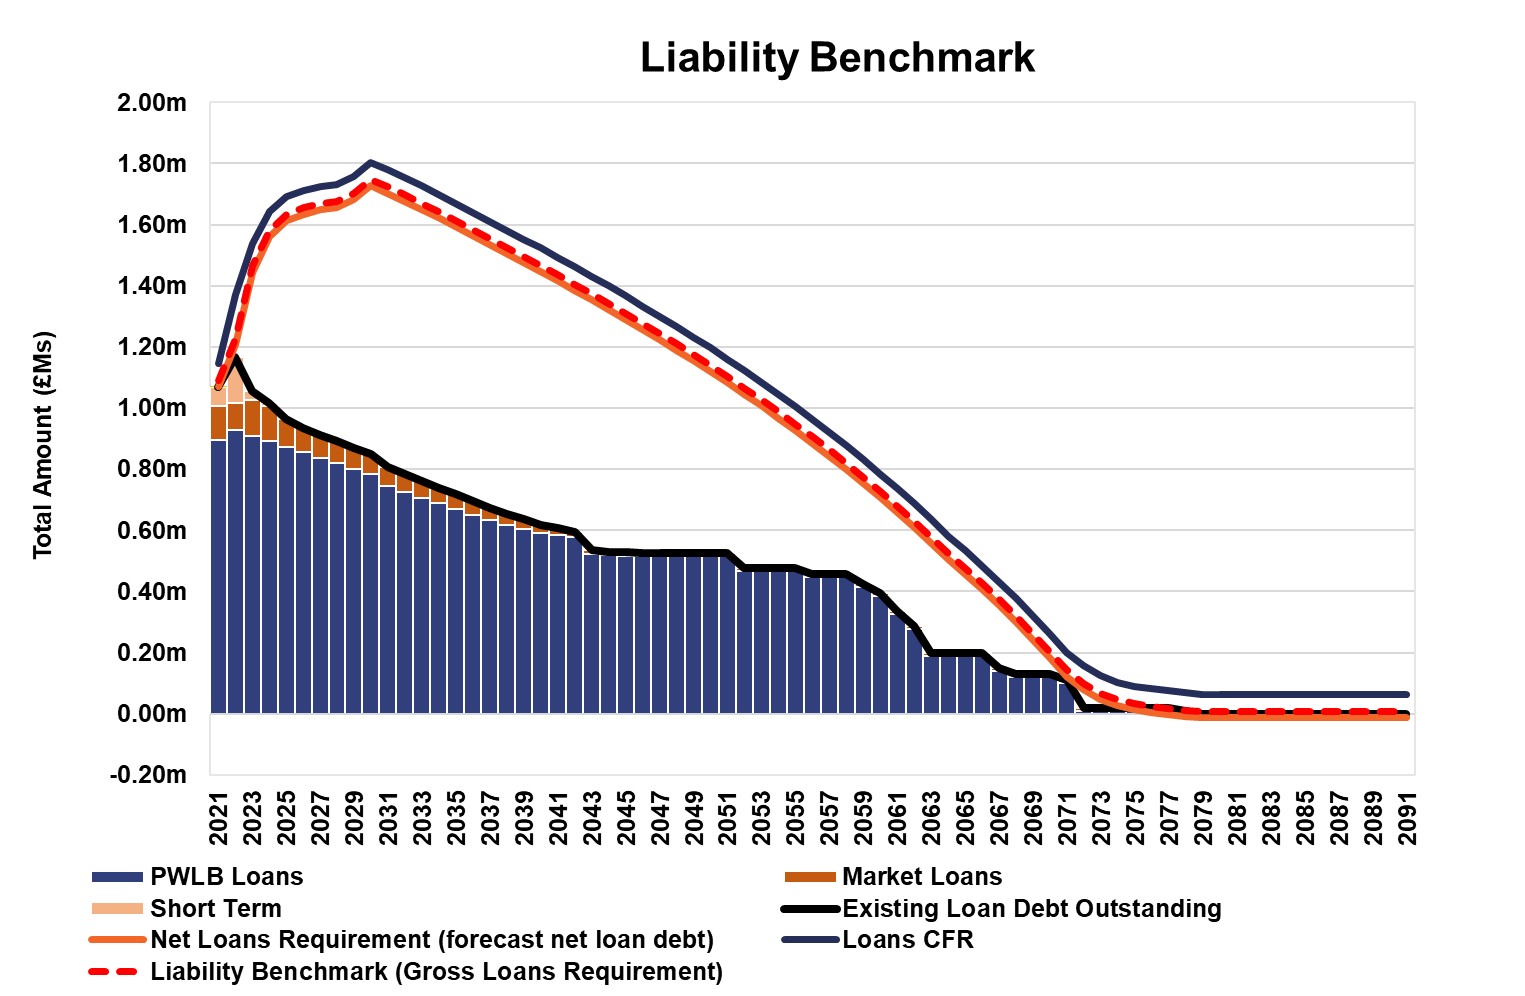 Liability Benchmark
2.00m
1.80m
1.60m
1.40m
1.20m
1.00m
0.80m
0.60m
0.40m
0.20m
0.00m
-0.20m
Total Amount (£Ms)
2021 2023 2025 2027 2029 2031 2033 2035 2037 2039 2041 2043 2045 2047 2049 2051 2053 2055 2057 2059 2061 2063 2065 2067 2069 2071 2073 2075 2077 2079 2081 2083 2085 2087 2089 2091
PWLB Loans Market Loans
Short Term Existing Loan Debt Outstanding
Net Loans Requirement (forecast net loan debt) Loans CFR
Liability Benchmark (Gross Loans Requirement)